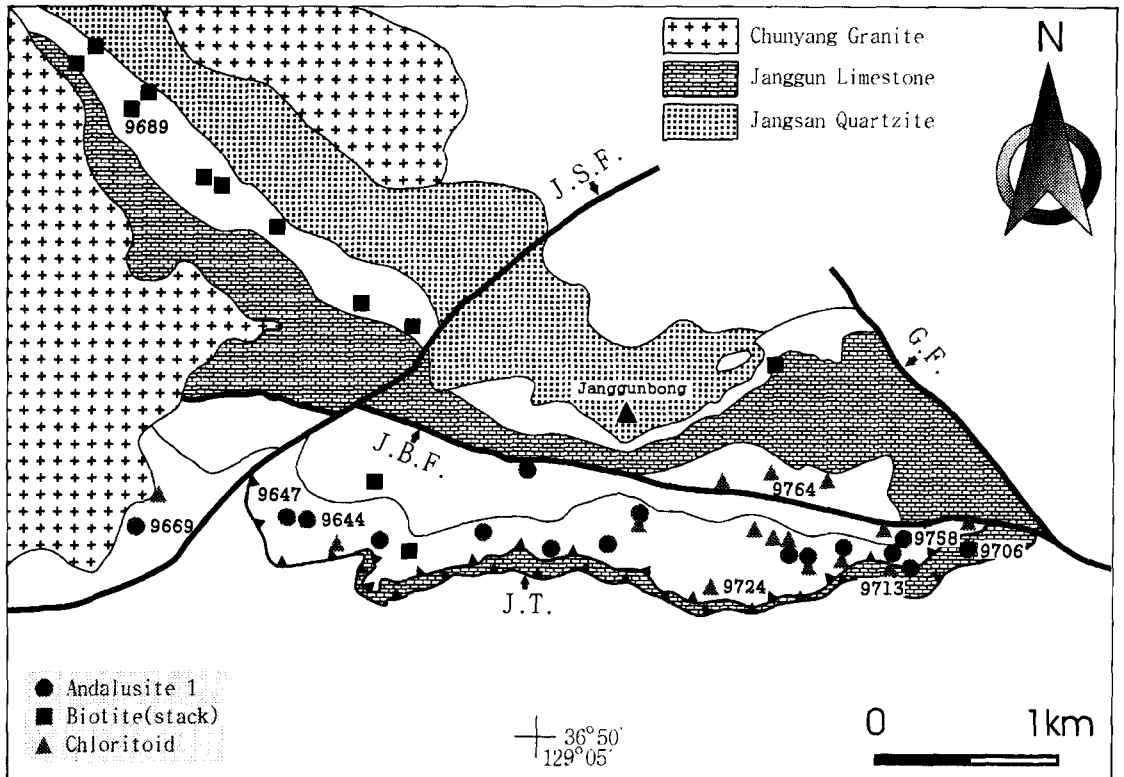 Chunyang Granite
Janggun Limestone
Jangsan Quartzite
N
9689
J.S.F.
G.F.
Janggunbong
J.B.F.
9647
9644
9669
9764
9758
9706
9724
9713
J.T.
Andalusite 1
Biotite(stack)
Chloritoid
36°50′
129°05′
0 1km